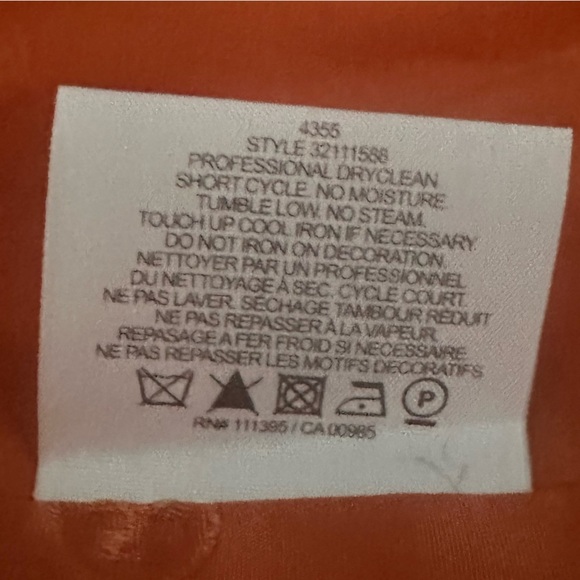 4355
STYLE 32111588
PROFESSIONAL DRYCLEAN
SHORT CYCLE. NO MOISTURE.
TUMBLE LOW. NO STEAM.
TOUCH UP COOL IRON IF NECESSARY.
DO NOT IRON ON DECORATION.
NETTOYER PAR UN PROFESSIONNEL
DU NETTOYAGE À SEC. CYCLE COURT.
NE PAS LAVER. SÉCHAGE TAMBOUR RÉDUIT
NE PAS REPASSER À LA VAPEUR.
REPASAGE A FER FROID SI NECESSAIRE.
NE PAS REPASSER LES MOTIFS DÉCORATIFS.
P
RN# 111395 / CA 00985